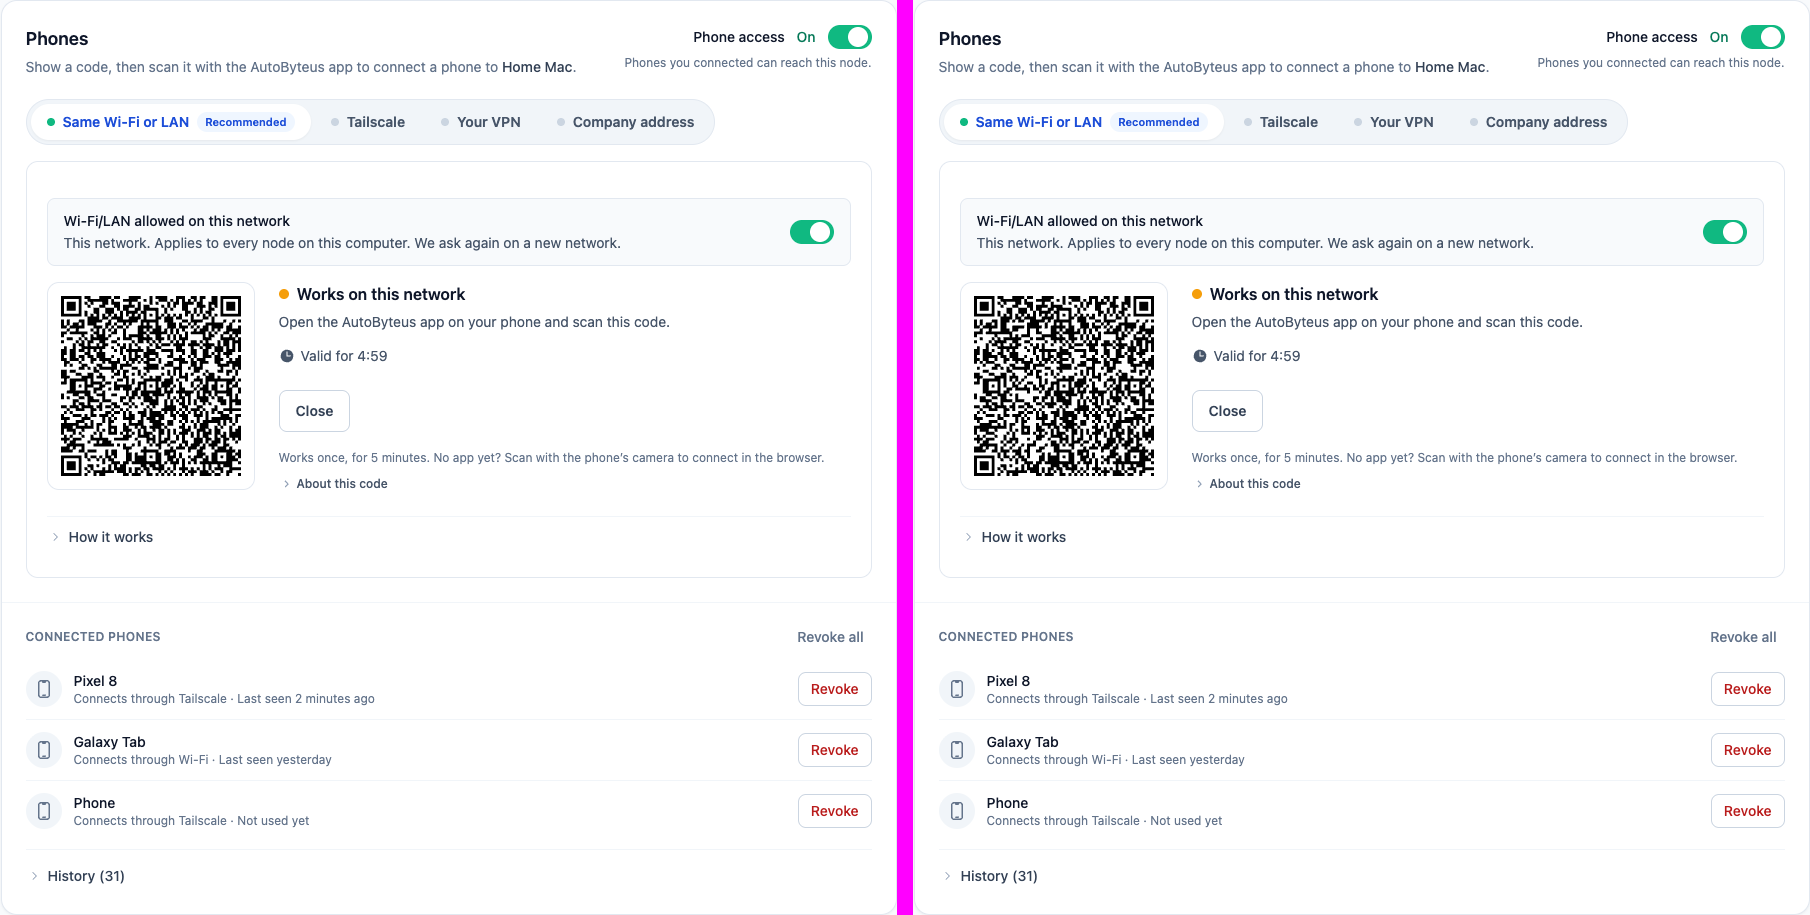 Phones
Phone access On
Show a code, then scan it with the AutoByteus app to connect a phone to Home Mac.
Phones you connected can reach this node.
Same Wi-Fi or LAN Recommended Tailscale Your VPN Company address
Wi-Fi/LAN allowed on this network
This network. Applies to every node on this computer. We ask again on a new network.
Works on this network
Open the AutoByteus app on your phone and scan this code.
Valid for 4:59
Close
Works once, for 5 minutes. No app yet? Scan with the phone's camera to connect in the browser.
About this code
How it works
CONNECTED PHONES Revoke all
Pixel 8
Connects through Tailscale · Last seen 2 minutes ago
Revoke
Galaxy Tab
Connects through Wi-Fi · Last seen yesterday
Revoke
Phone
Connects through Tailscale · Not used yet
Revoke
History (31)
Phones
Phone access On
Show a code, then scan it with the AutoByteus app to connect a phone to Home Mac.
Phones you connected can reach this node.
Same Wi-Fi or LAN Recommended Tailscale Your VPN Company address
Wi-Fi/LAN allowed on this network
This network. Applies to every node on this computer. We ask again on a new network.
Works on this network
Open the AutoByteus app on your phone and scan this code.
Valid for 4:59
Close
Works once, for 5 minutes. No app yet? Scan with the phone's camera to connect in the browser.
About this code
How it works
CONNECTED PHONES Revoke all
Pixel 8
Connects through Tailscale · Last seen 2 minutes ago
Revoke
Galaxy Tab
Connects through Wi-Fi · Last seen yesterday
Revoke
Phone
Connects through Tailscale · Not used yet
Revoke
History (31)